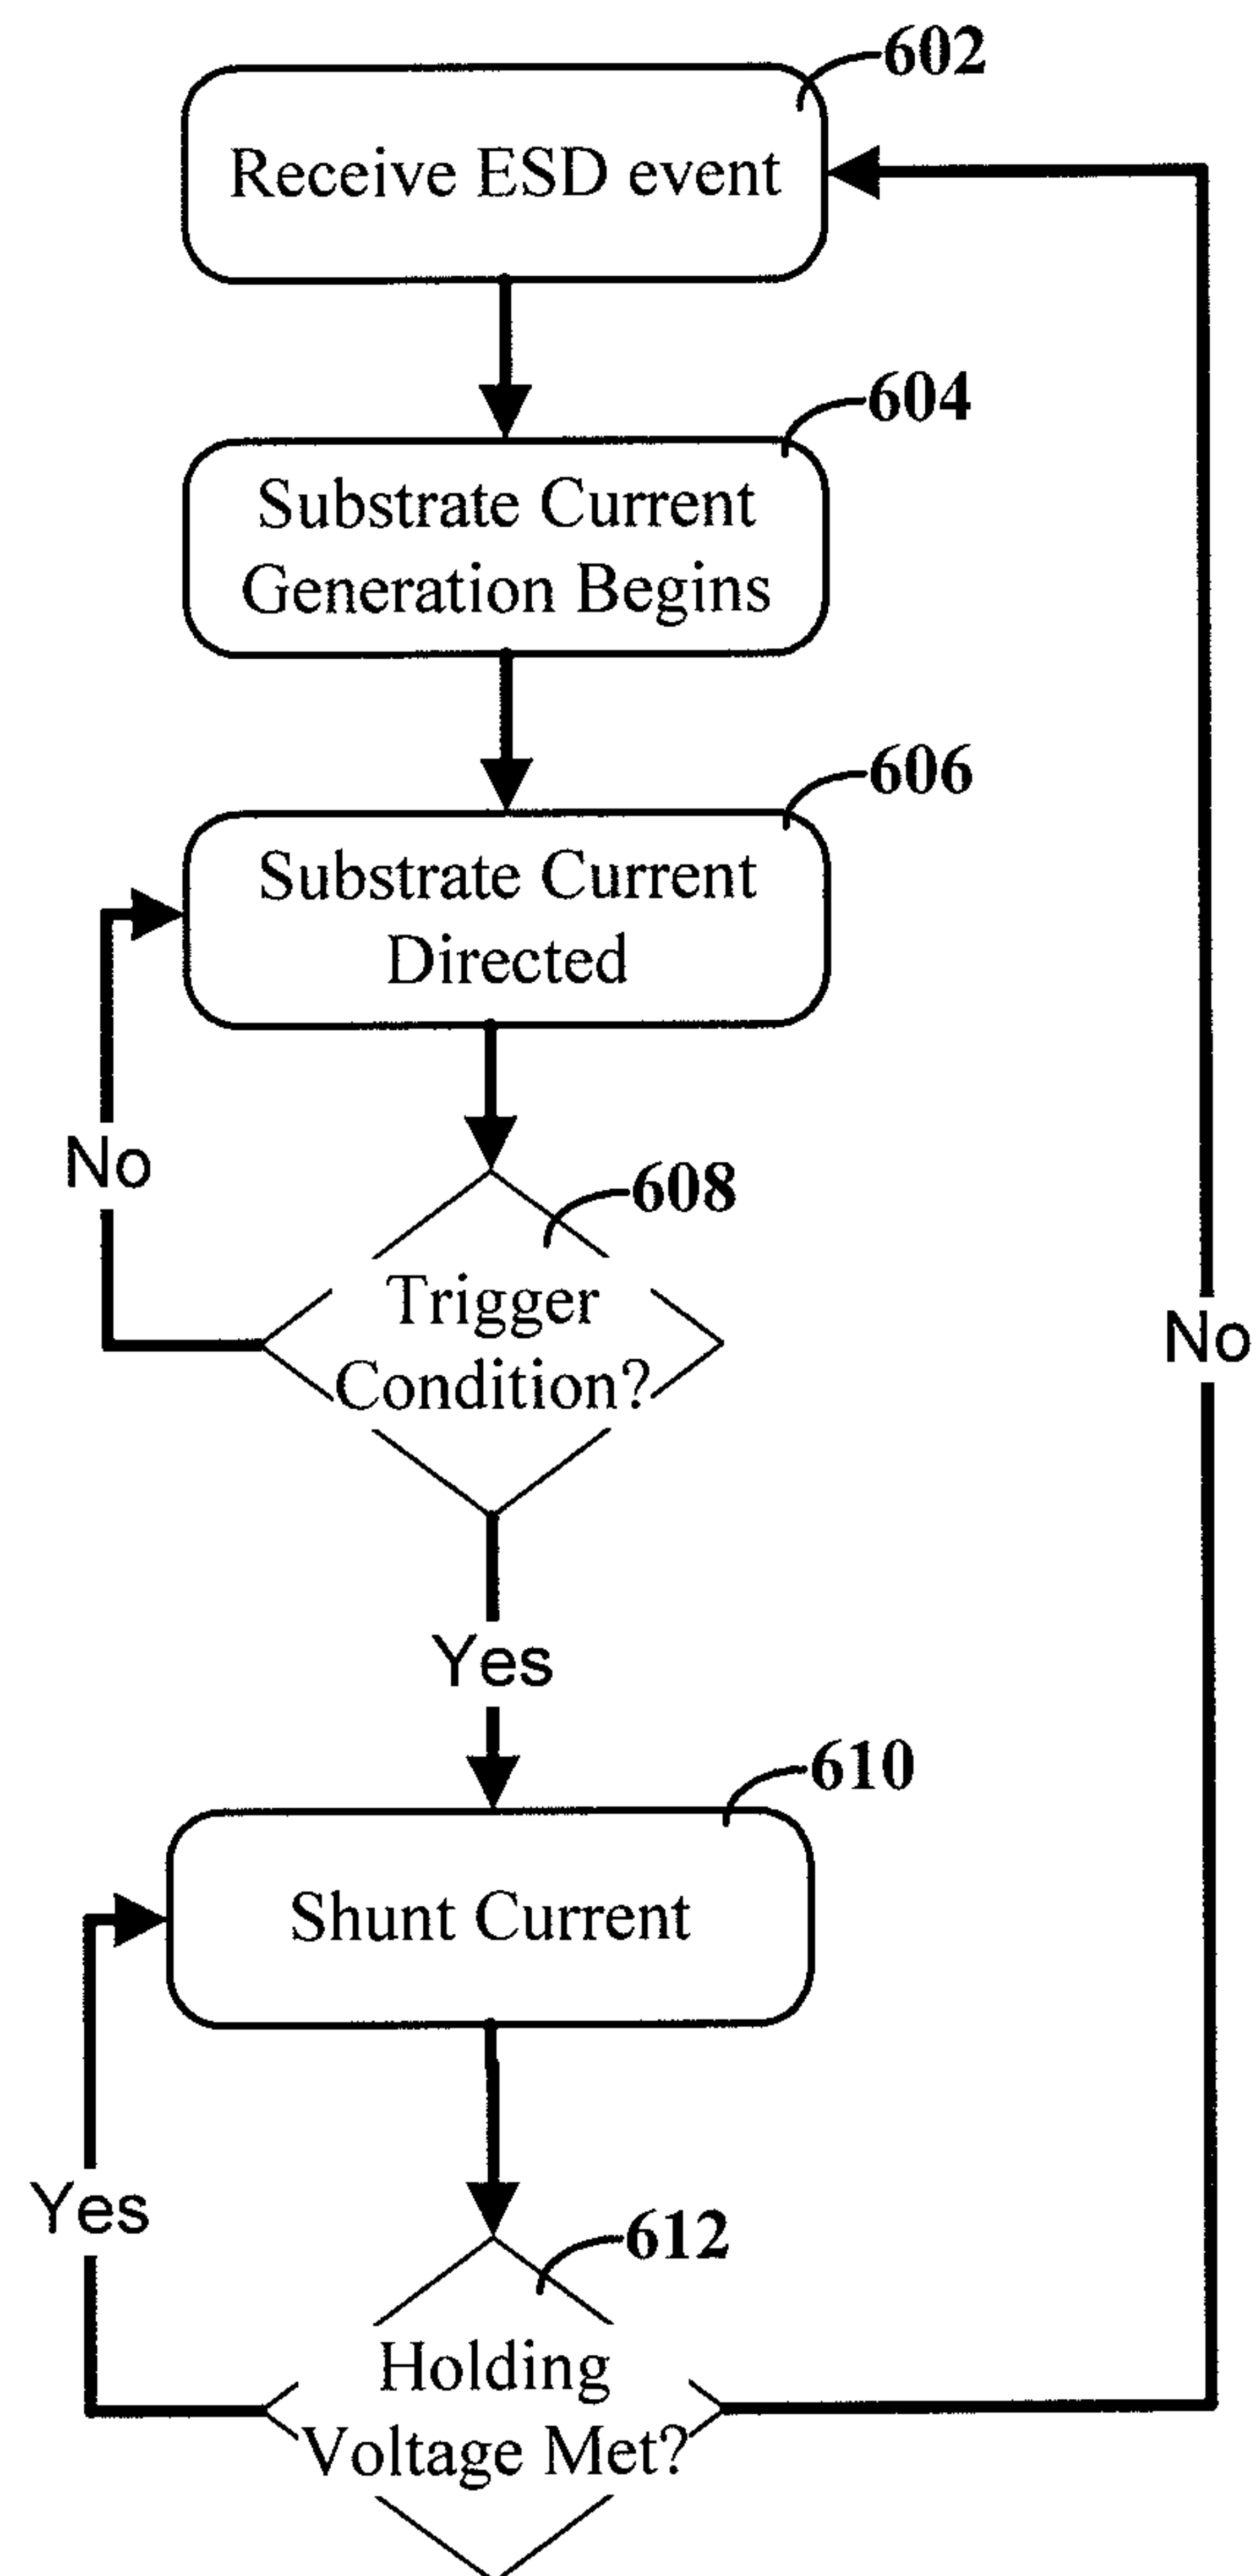 602
Receive ESD event
604
Substrate Current
Generation Begins
606
Substrate Current
Directed
No
608
Trigger
Condition?
No
Yes
610
Shunt Current
Yes
612
Holding
Voltage Met?